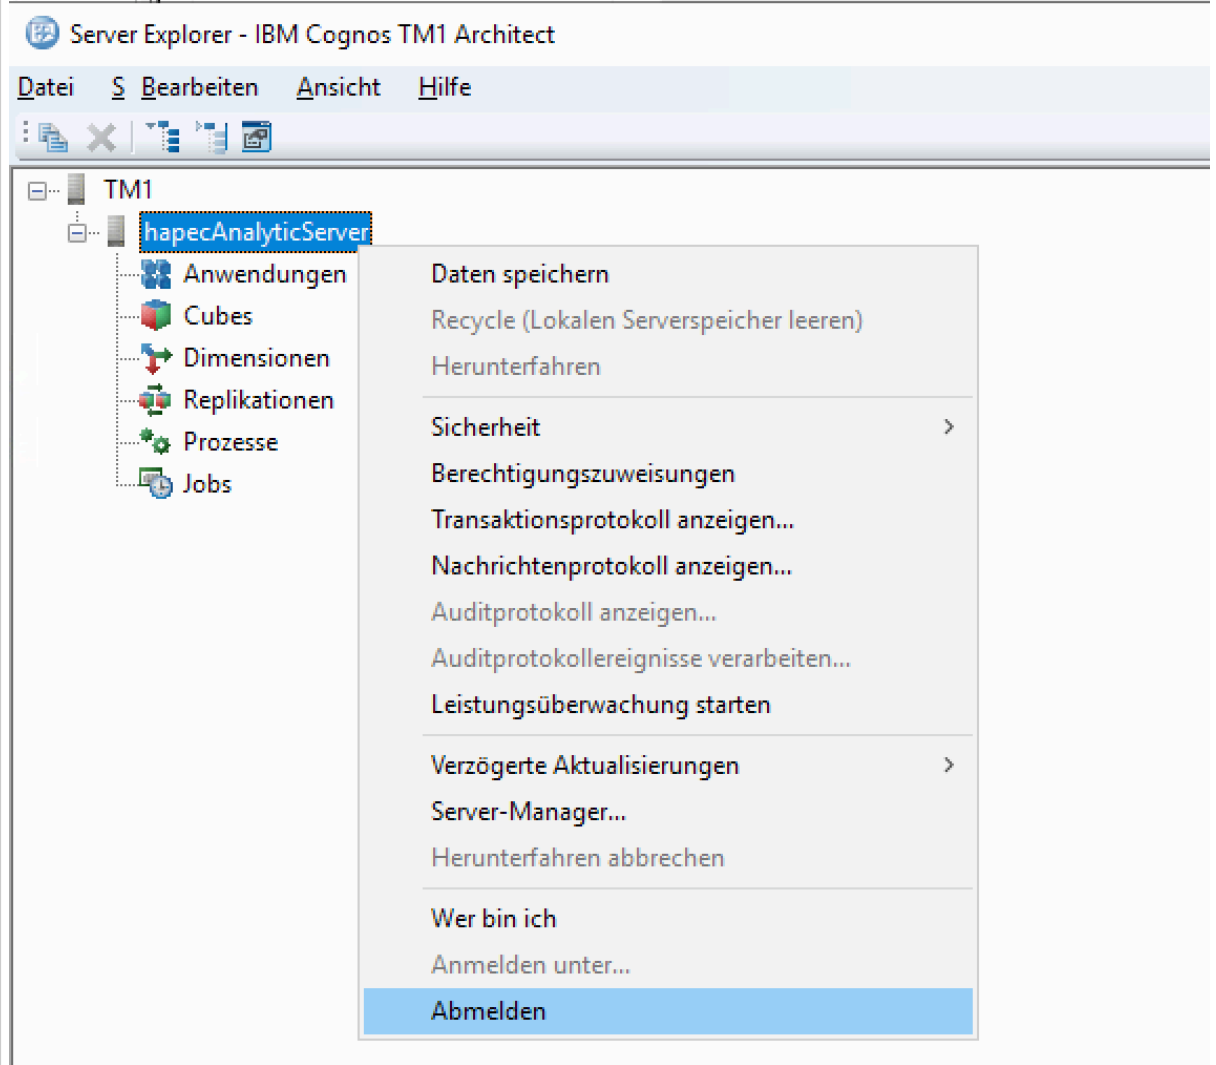 Server Explorer - IBM Cognos TM1 Architect
Datei S Bearbeiten Ansicht Hilfe
TM1
hapecAnalyticServer
Anwendungen
Cubes
Dimensionen
Replikationen
Prozesse
Jobs
Daten speichern
Recycle (Lokalen Serverspeicher leeren)
Herunterfahren
Sicherheit
Berechtigungszuweisungen
Transaktionsprotokoll anzeigen...
Nachrichtenprotokoll anzeigen...
Auditprotokoll anzeigen...
Auditprotokollereignisse verarbeiten...
Leistungsüberwachung starten
Verzögerte Aktualisierungen
Server-Manager...
Herunterfahren abbrechen
Wer bin ich
Anmelden unter...
Abmelden